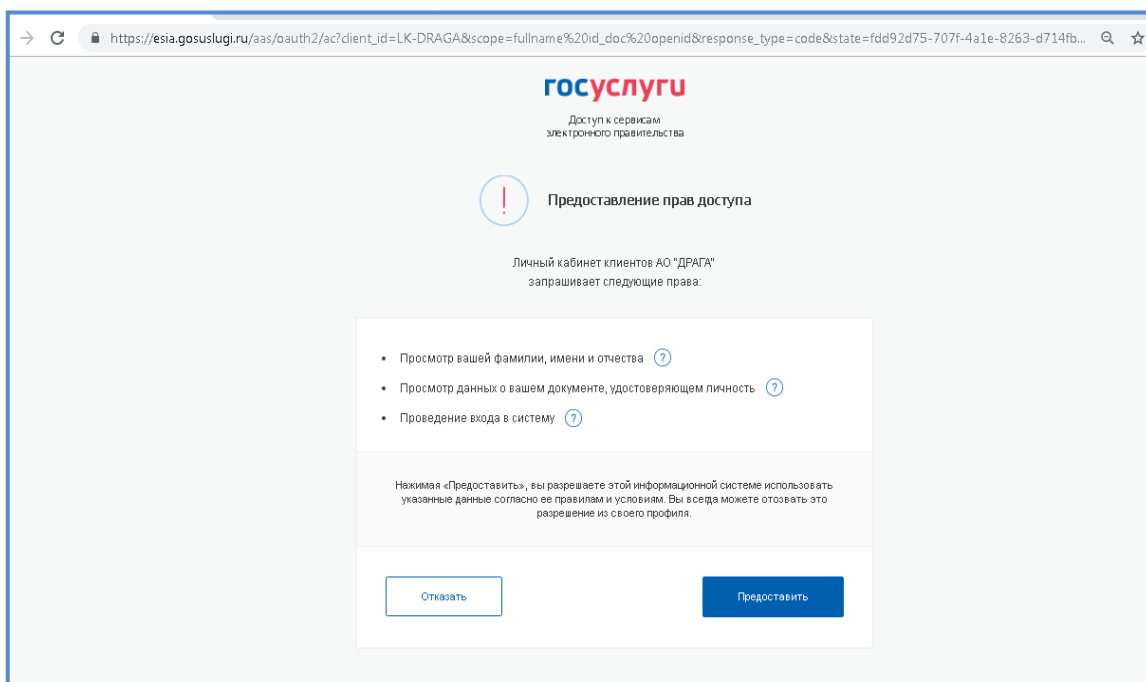 https://esia.gosuslugi.ru/aas/oauth2/ac?client_id=LK-DRAGA&scope=fullname%20id_doc%20openid&response_type=code&state=fdd92d75-707f-4a1e-8263-d714fb...
госуслуги
Доступ к сервисам
электронного правительства
Предоставление прав доступа
Личный кабинет клиентов АО "ДРАГА"
запрашивает следующие права:
• Просмотр вашей фамилии, имени и отчества ?
• Просмотр данных о вашем документе, удостоверяющем личность ?
• Проведение входа в систему ?
Нажимая «Предоставить», вы разрешаете этой информационной системе использовать
указанные данные согласно ее правилам и условиям. Вы всегда можете отозвать это
разрешение из своего профиля.
Отказать
Предоставить